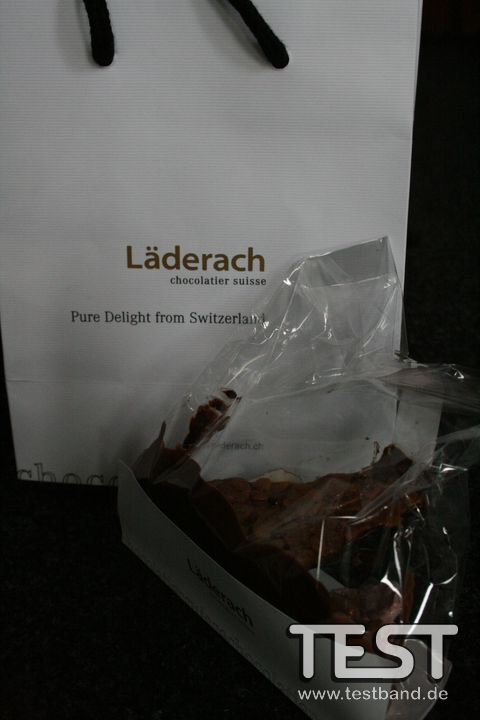 Läderach
chocolatier suisse
Pure Delight from Switzerland
Läderach
TEST
www.testband.de